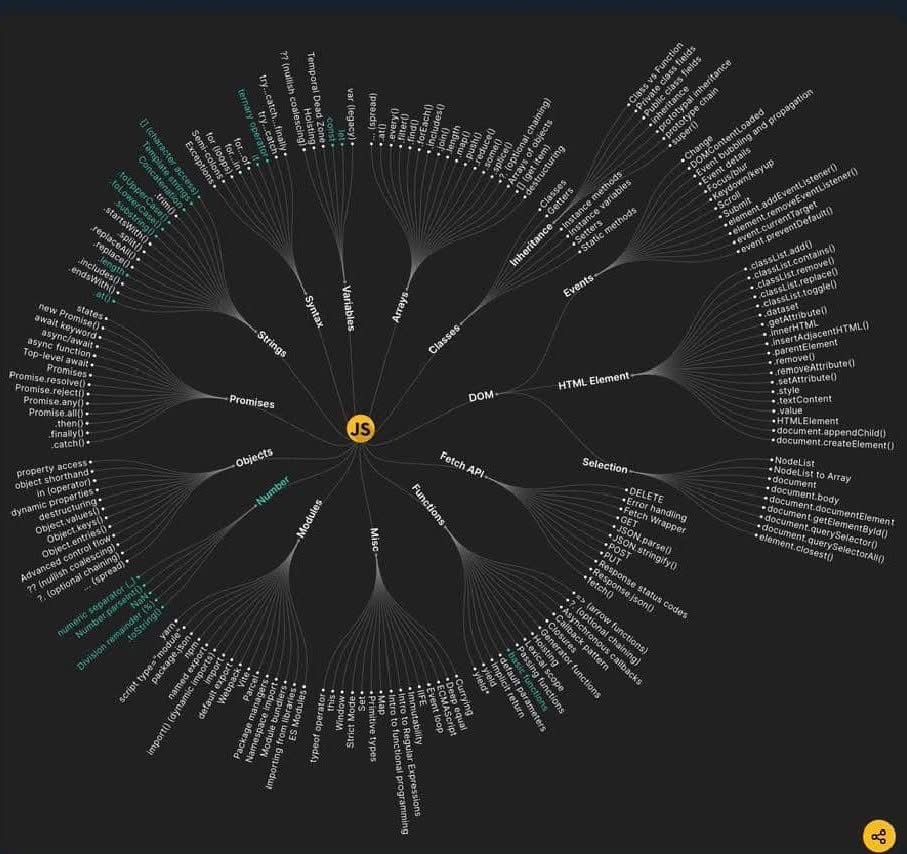 JS
Variables
var (legacy)
let
const
Temporal Dead Zone
Hoisting
?? (nullish coalescing)
Syntax
try...catch...finally
try...catch
ternary operator
if
for...of
for...in
for (loops)
Semi-colons
Exceptions
Strings
[] (character access)
Template strings
Concatenation
.trim()
.toUpperCase()
.toLowerCase()
.substring()
.startsWith()
.split()
.replaceAll()
.replace()
.length
.includes()
.endsWith()
.at()
Promises
states
new Promise()
await keyword
async/await
async function
Top-level await
Promises
Promise.resolve()
Promise.reject()
Promise.any()
Promise.all()
.then()
.finally()
.catch()
Objects
property access
object shorthand
in (operator)
dynamic properties
destructuring
Object.values()
Object.keys()
Object.entries()
Advanced control flow
?? (nullish coalescing)
?. (optional chaining)
... (spread)
Number
numeric separator (_)
Number.parseInt()
NaN
Division remainder (%)
.toString()
Modules
yarn
script type="module"
package.json
npm
named export
import() (dynamic imports)
import
default export
Webpack
Vite
Parcel
Package managers
Namespace import
Module bundlers
Importing from libraries
ES Modules
Misc
typeof operator
this
Window
Strict Mode
Set
Primitive types
Map
Intro to functional programming
Intro to Regular Expressions
Immutability
IIFE
Event loop
ECMAScript
Deep equal
Currying
Functions
yield*
yield
implicit return
default parameters
basic functions
Passing functions
Lexical scope
Hoisting
Generator functions
Closures
Callback pattern
Asynchronous callbacks
?. (optional chaining)
=> (arrow functions)
Fetch API
DELETE
Error handling
Fetch Wrapper
GET
JSON.parse()
JSON.stringify()
POST
PUT
Response status codes
Response.json()
fetch()
DOM
Selection
NodeList
NodeList to Array
document
document.body
document.documentElement
document.getElementById()
document.querySelector()
document.querySelectorAll()
element.closest()
HTML Element
.classList.add()
.classList.contains()
.classList.remove()
.classList.replace()
.classList.toggle()
.dataset
.getAttribute()
.innerHTML
.insertAdjacentHTML()
.parentElement
.remove()
.removeAttribute()
.setAttribute()
.style
.textContent
.value
HTMLElement
document.appendChild()
document.createElement()
Events
Change
DOMContentLoaded
Event bubbling and propagation
Event details
Focus/blur
Keydown/keyup
Scroll
Submit
element.addEventListener()
element.removeEventListener()
event.currentTarget
event.preventDefault()
Classes
Classes
Getters
Inheritance
Instance methods
Instance variables
Setters
Static methods
Class vs Function
Private class fields
Public class fields
inheritance
prototypal inheritance
prototype chain
super()
Arrays
... (spread)
.at()
.every()
.filter()
.find()
.forEach()
.includes()
.join()
.length
.map()
.push()
.reduce()
.some()
.splice()
?. (optional chaining)
Arrays of objects
[] (get item)
destructuring